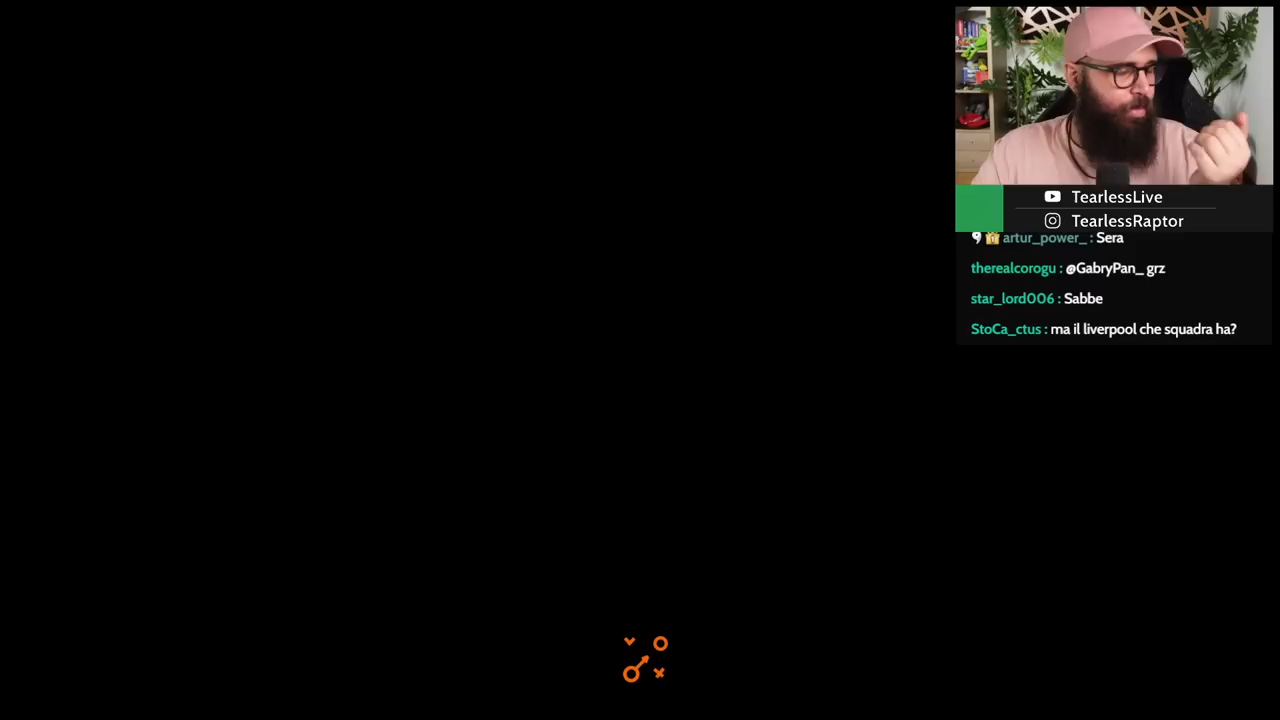 TearlessLive
TearlessRaptor
artur_power_ : Sera
therealcorogu : @GabryPan_ grz
star_lord006 : Sabbe
StoCa_ctus : ma il liverpool che squadra ha?